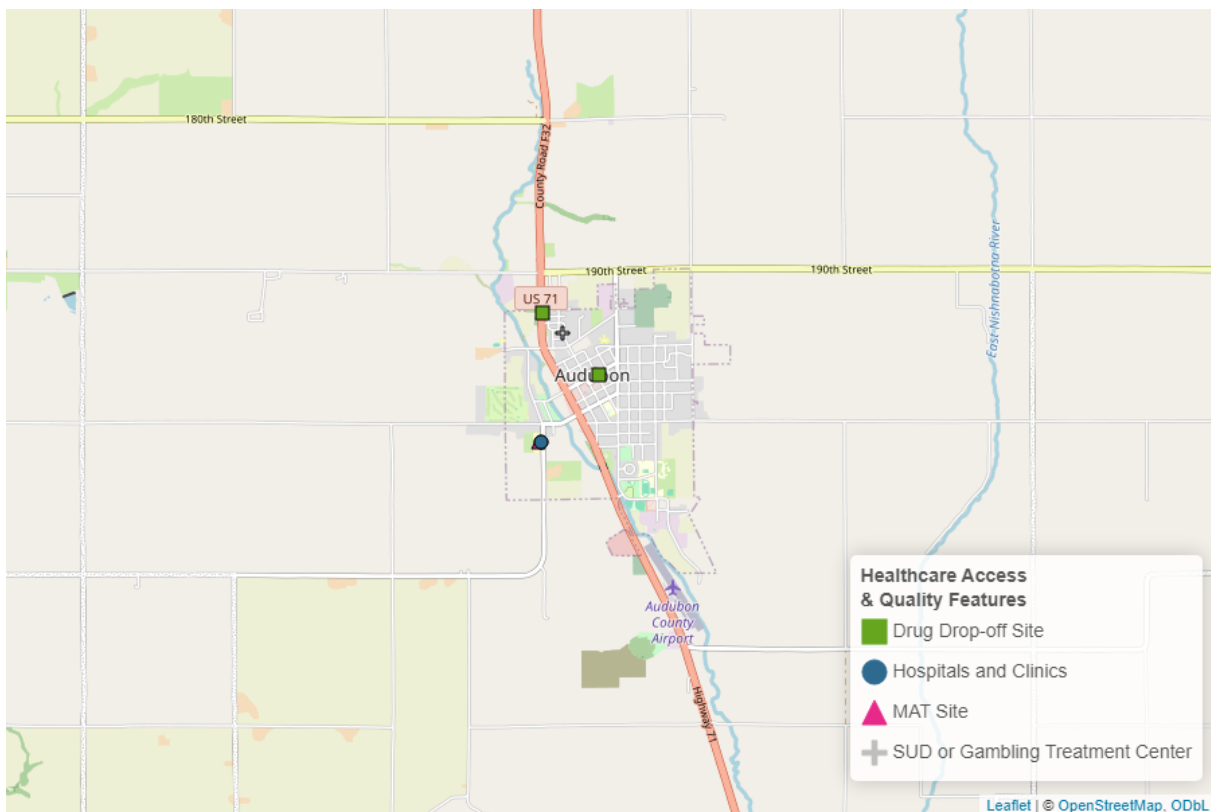 180th Street
County Road F32
East Nishnabotna River
190th Street
190th Street
US 71
Audubon
Audubon
County
Airport
Highway 71
Healthcare Access
& Quality Features
Drug Drop-off Site
Hospitals and Clinics
MAT Site
SUD or Gambling Treatment Center
Leaflet | © OpenStreetMap, ODbL